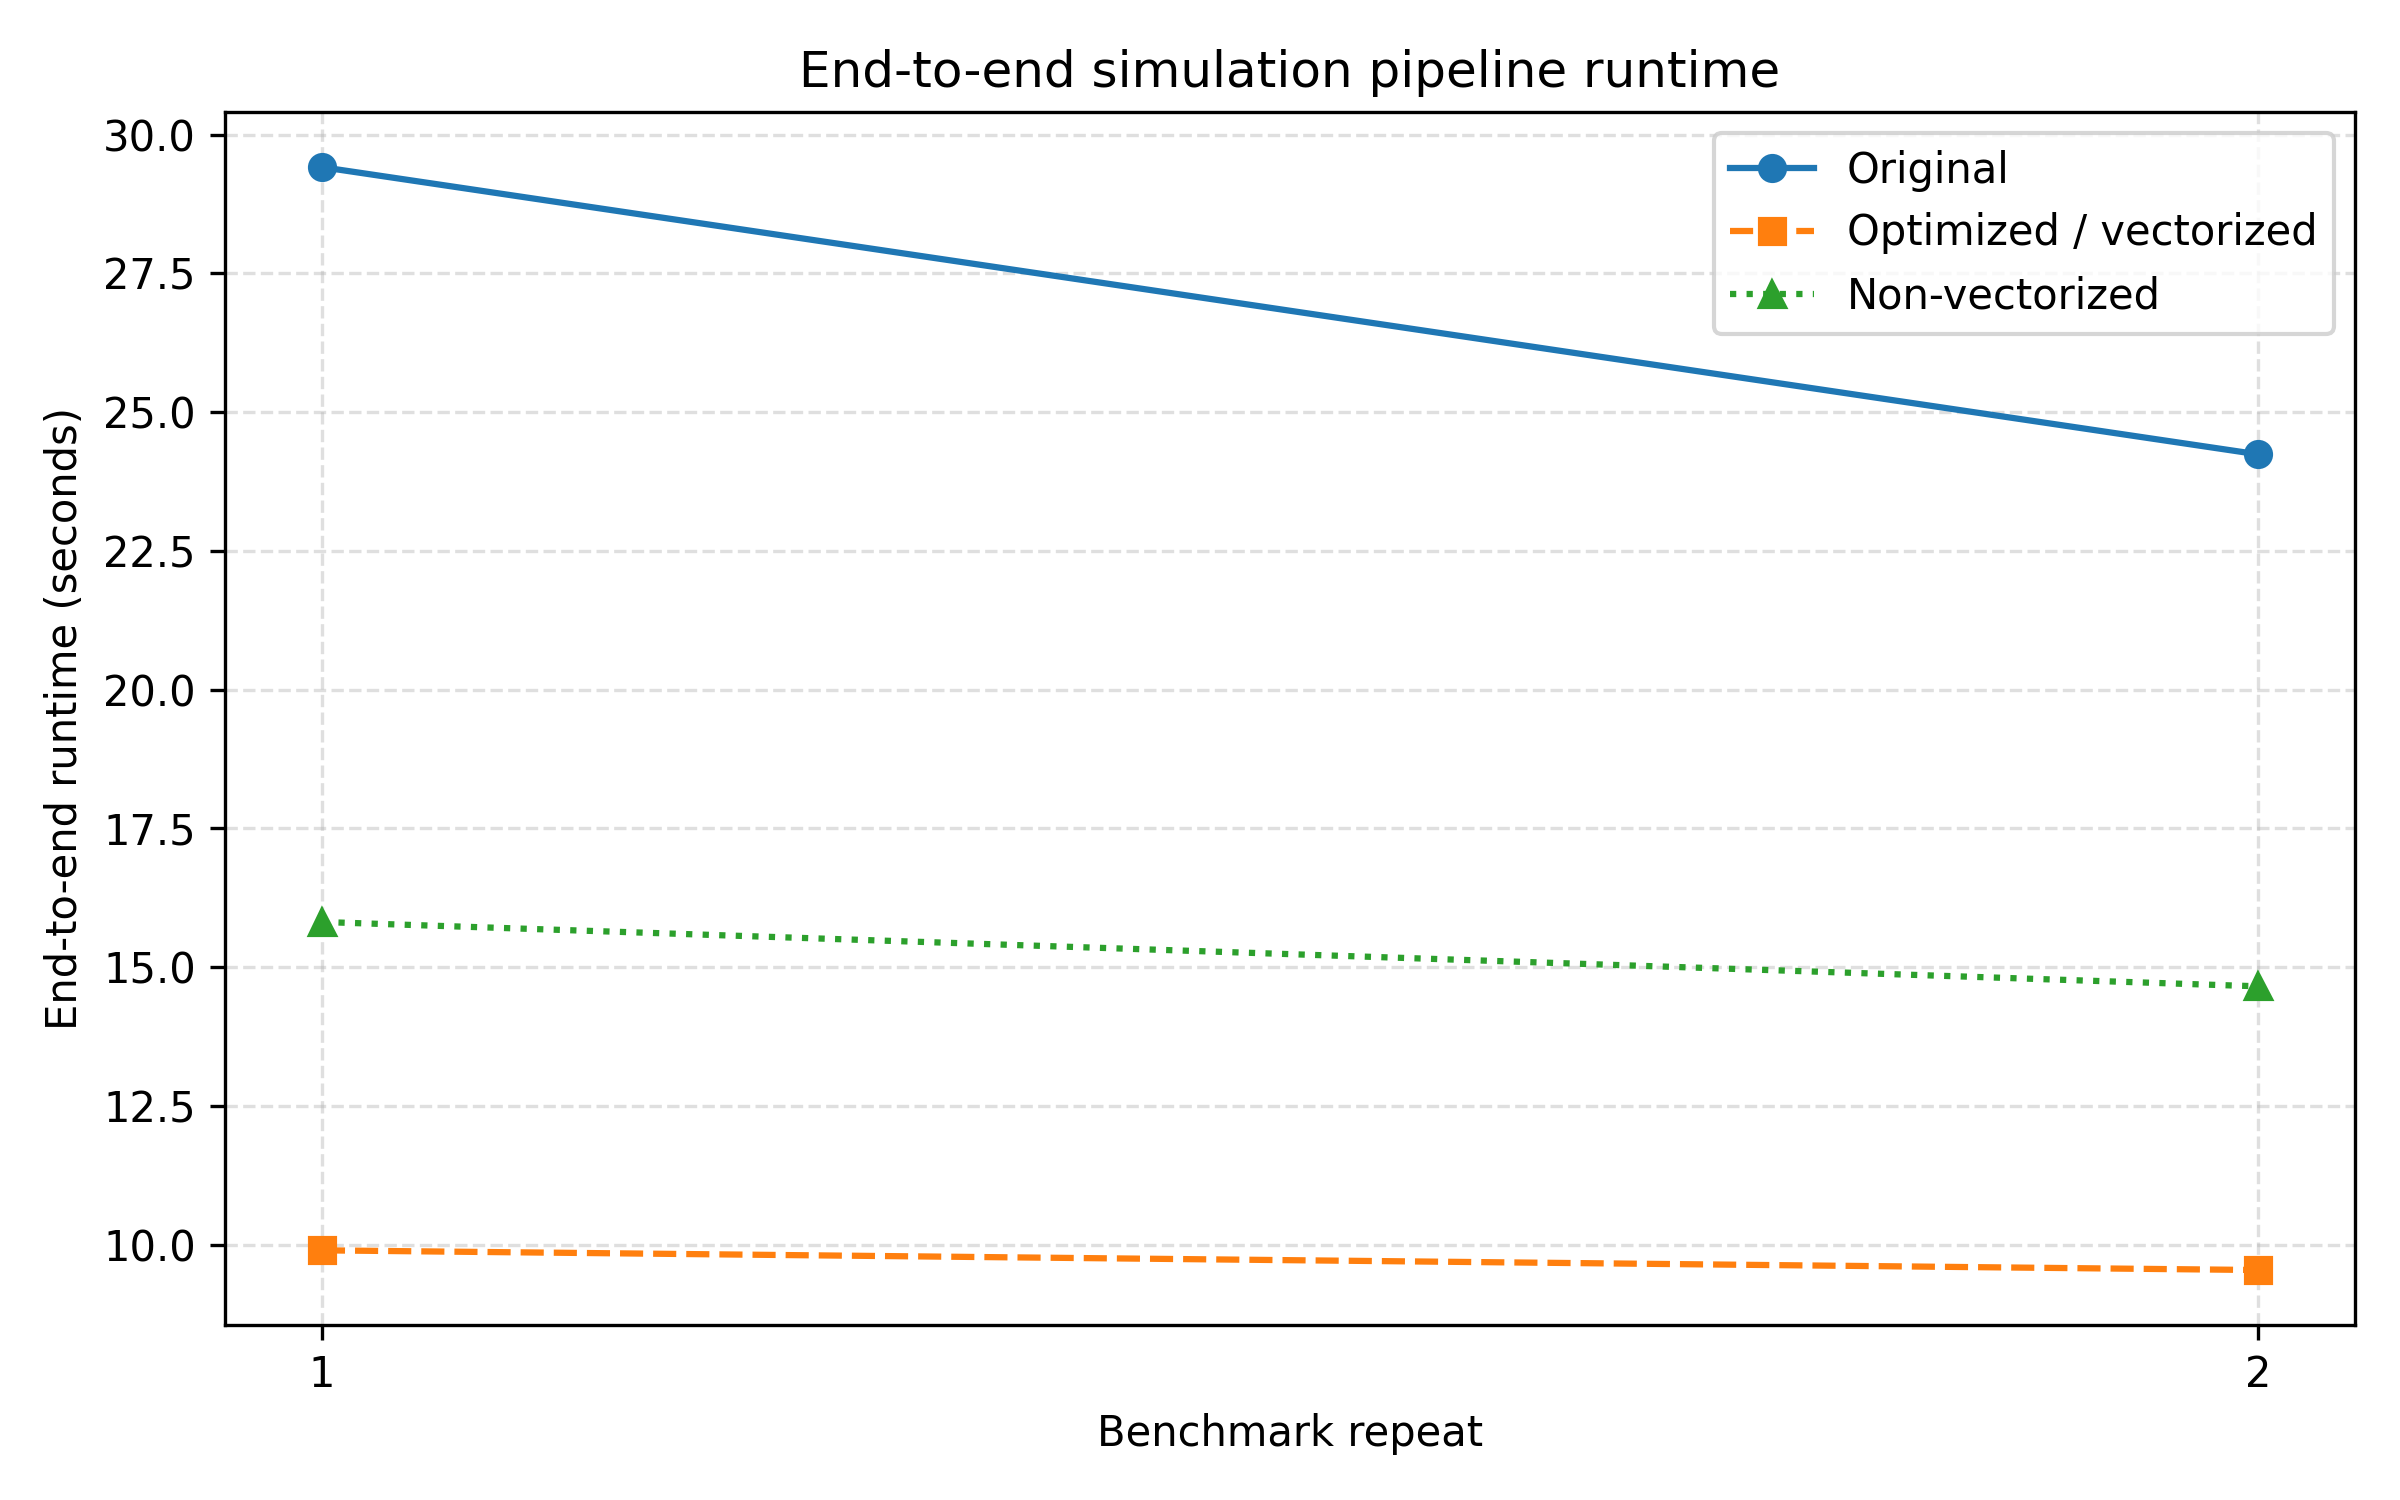 End-to-end simulation pipeline runtime
30.0
27.5
25.0
22.5
20.0
17.5
15.0
12.5
10.0
End-to-end runtime (seconds)
Original
Optimized / vectorized
Non-vectorized
1
2
Benchmark repeat